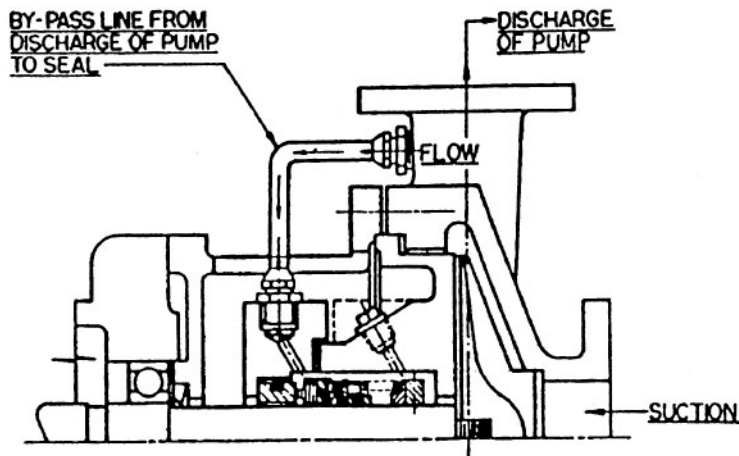 BY-PASS LINE FROM
DISCHARGE OF PUMP
TO SEAL
DISCHARGE
OF PUMP
FLOW
SUCTION